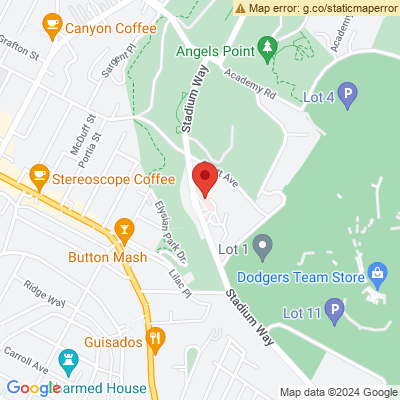 Map error: g.co/staticmaperror
Canyon Coffee
Grafton St
Sargent Pl
Angels Point
Academy
Academy Rd
Stadium Way
Lot 4
McDuff St
Portia St
Ave
Stereoscope Coffee
Elysian Park Dr.
Button Mash
Lot 1
Dodgers Team Store
Lilac Pl
Ridge Way
Stadium Way
Lot 11
Guisados
Carroll Ave
armed House
Google
Map data ©2024 Google